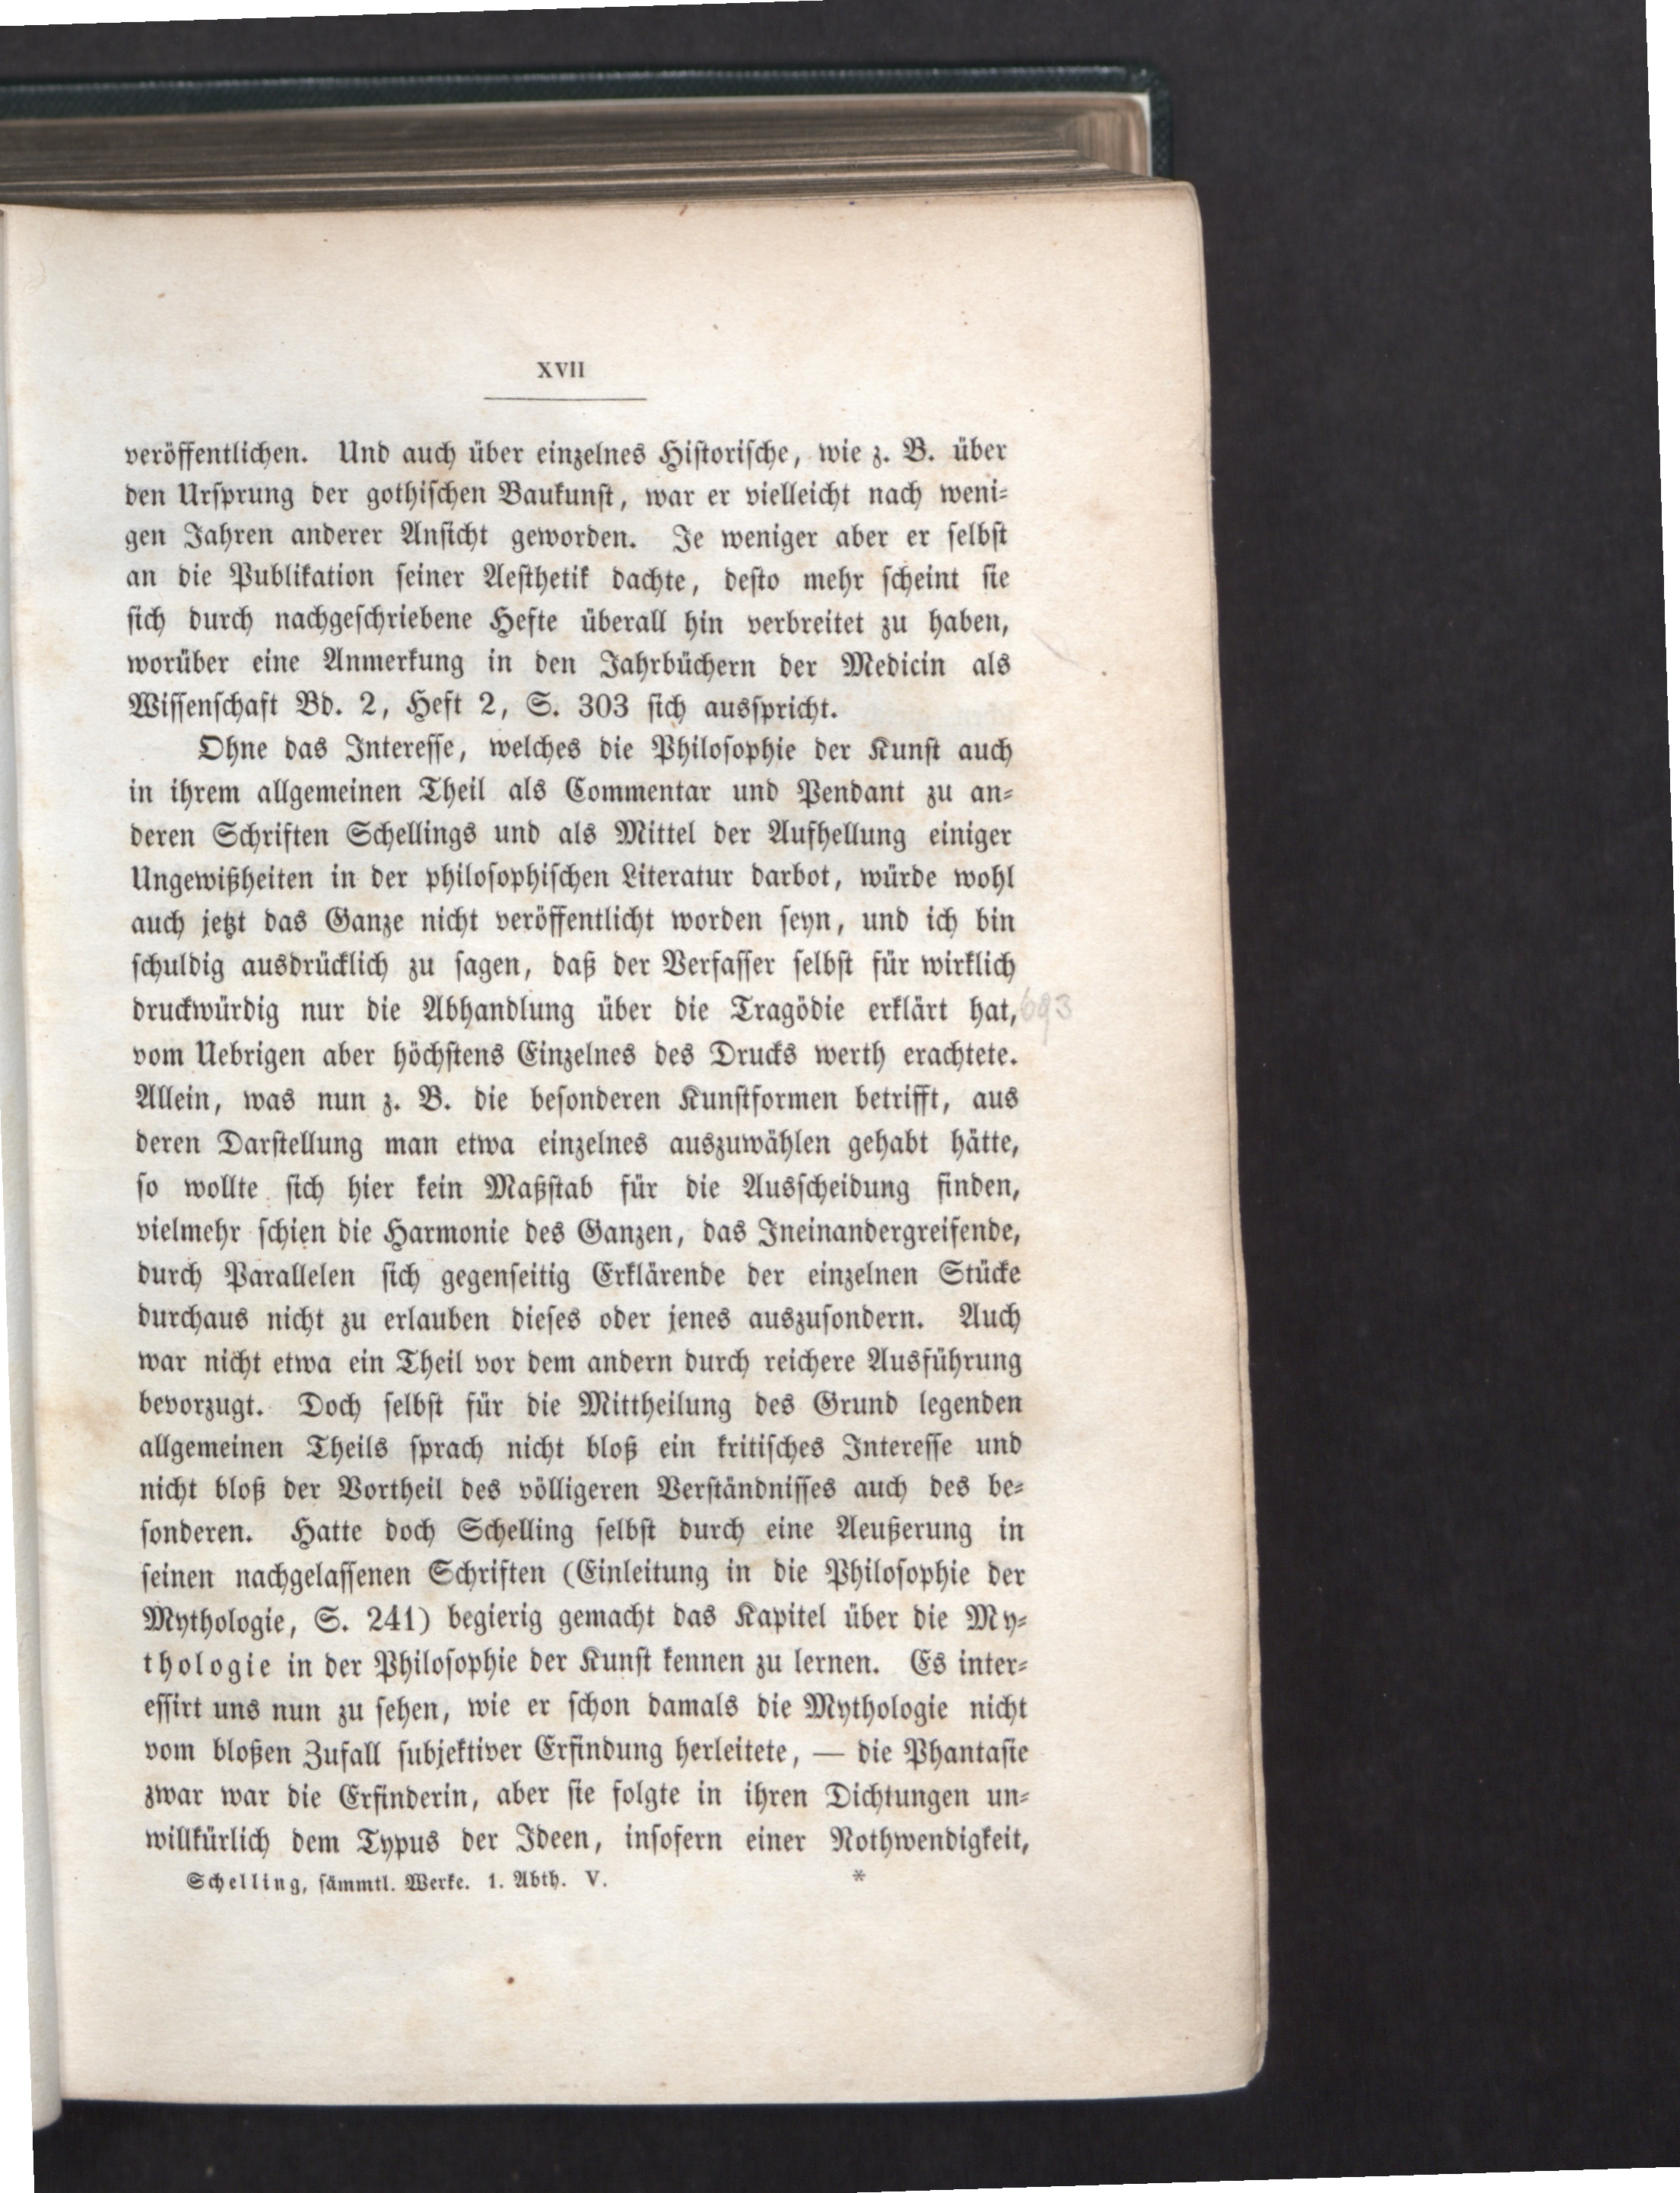 XVII
veröffentlichen. Und auch über einzelnes Historische, wie z. B. über
den Ursprung der gothischen Baukunst, war er vielleicht nach weni-
gen Jahren anderer Ansicht geworden. Je weniger aber er selbst
an die Publikation seiner Aesthetik dachte, desto mehr scheint sie
sich durch nachgeschriebene Hefte überall hin verbreitet zu haben,
worüber eine Anmerkung in den Jahrbüchern der Medicin als
Wissenschaft Bd. 2, Heft 2, S. 303 sich ausspricht.
Ohne das Interesse, welches die Philosophie der Kunst auch
in ihrem allgemeinen Theil als Commentar und Pendant zu an-
deren Schriften Schellings und als Mittel der Aufhellung einiger
Ungewißheiten in der philosophischen Literatur darbot, würde wohl
auch jetzt das Ganze nicht veröffentlicht worden seyn, und ich bin
schuldig ausdrücklich zu sagen, daß der Verfasser selbst für wirklich
druckwürdig nur die Abhandlung über die Tragödie erklärt hat, 693
vom Uebrigen aber höchstens Einzelnes des Drucks werth erachtete.
Allein, was nun z. B. die besonderen Kunstformen betrifft, aus
deren Darstellung man etwa einzelnes auszuwählen gehabt hätte,
so wollte sich hier kein Maßstab für die Ausscheidung finden,
vielmehr schien die Harmonie des Ganzen, das Ineinandergreifende,
durch Parallelen sich gegenseitig Erklärende der einzelnen Stücke
durchaus nicht zu erlauben dieses oder jenes auszusondern. Auch
war nicht etwa ein Theil vor dem andern durch reichere Ausführung
bevorzugt. Doch selbst für die Mittheilung des Grund legenden
allgemeinen Theils sprach nicht bloß ein kritisches Interesse und
nicht bloß der Vortheil des völligeren Verständnisses auch des be-
sonderen. Hatte doch Schelling selbst durch eine Aeußerung in
seinen nachgelassenen Schriften (Einleitung in die Philosophie der
Mythologie, S. 241) begierig gemacht das Kapitel über die My-
thologie in der Philosophie der Kunst kennen zu lernen. Es inter-
essirt uns nun zu sehen, wie er schon damals die Mythologie nicht
vom bloßen Zufall subjektiver Erfindung herleitete, — die Phantasie
zwar war die Erfinderin, aber sie folgte in ihren Dichtungen un-
willkürlich dem Typus der Ideen, insofern einer Nothwendigkeit,
Schelling, sämmtl. Werke. 1. Abth. V. *